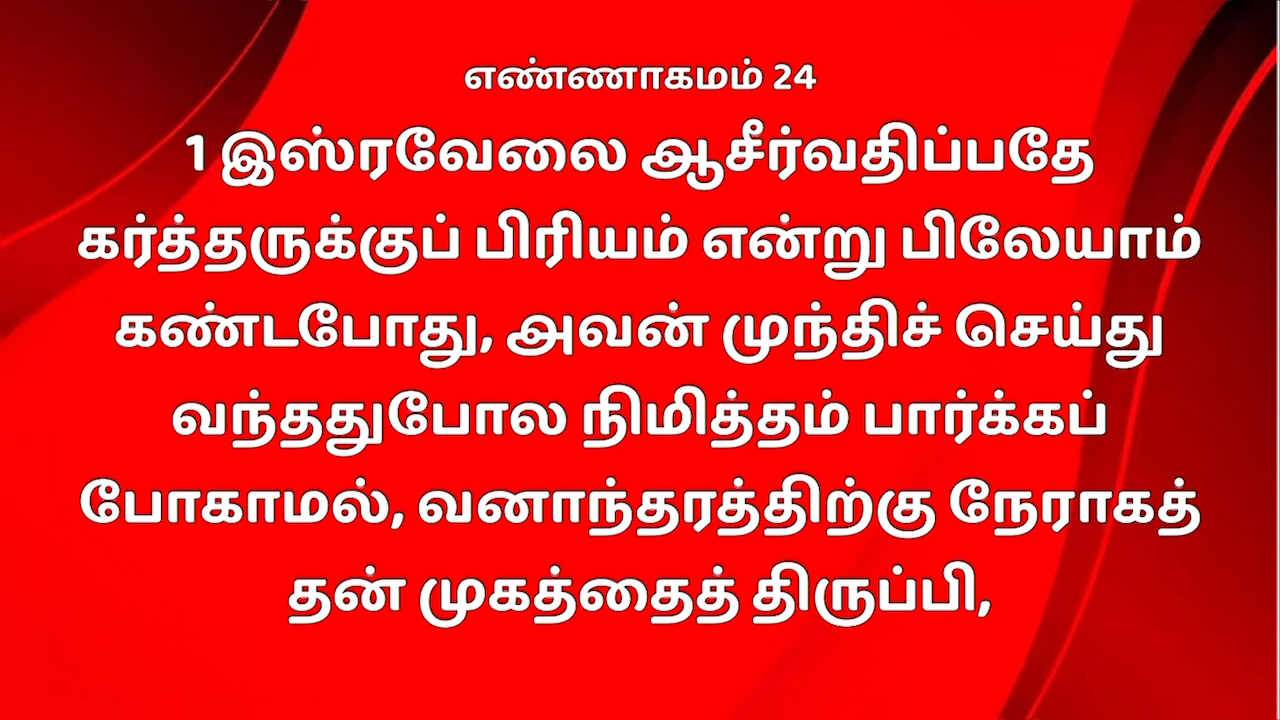 எண்ணாகமம் 24
1 இஸ்ரவேலை ஆசீர்வதிப்பதே
கர்த்தருக்குப் பிரியம் என்று பிலேயாம்
கண்டபோது, அவன் முந்திச் செய்து
வந்ததுபோல நிமித்தம் பார்க்கப்
போகாமல், வனாந்தரத்திற்கு நேராகத்
தன் முகத்தைத் திருப்பி,